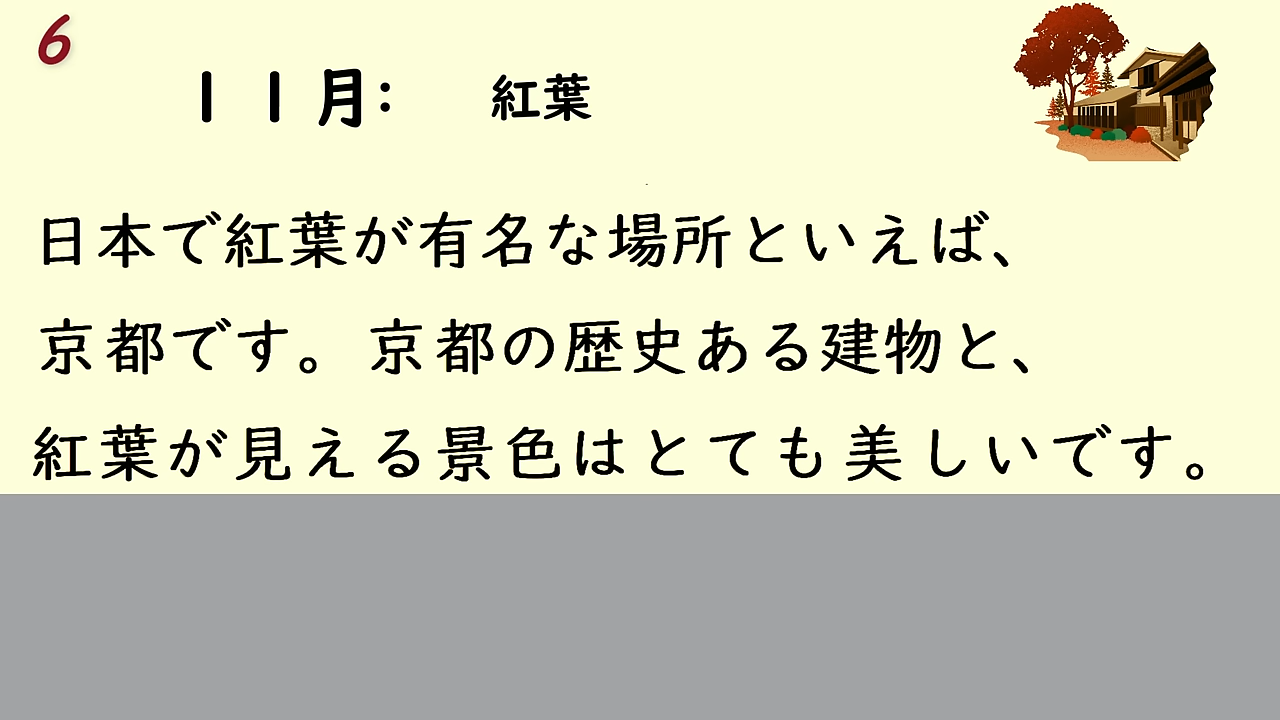 6
11月: 紅葉
日本で紅葉が有名な場所といえば、
京都です。京都の歴史ある建物と、
紅葉が見える景色はとても美しいです。